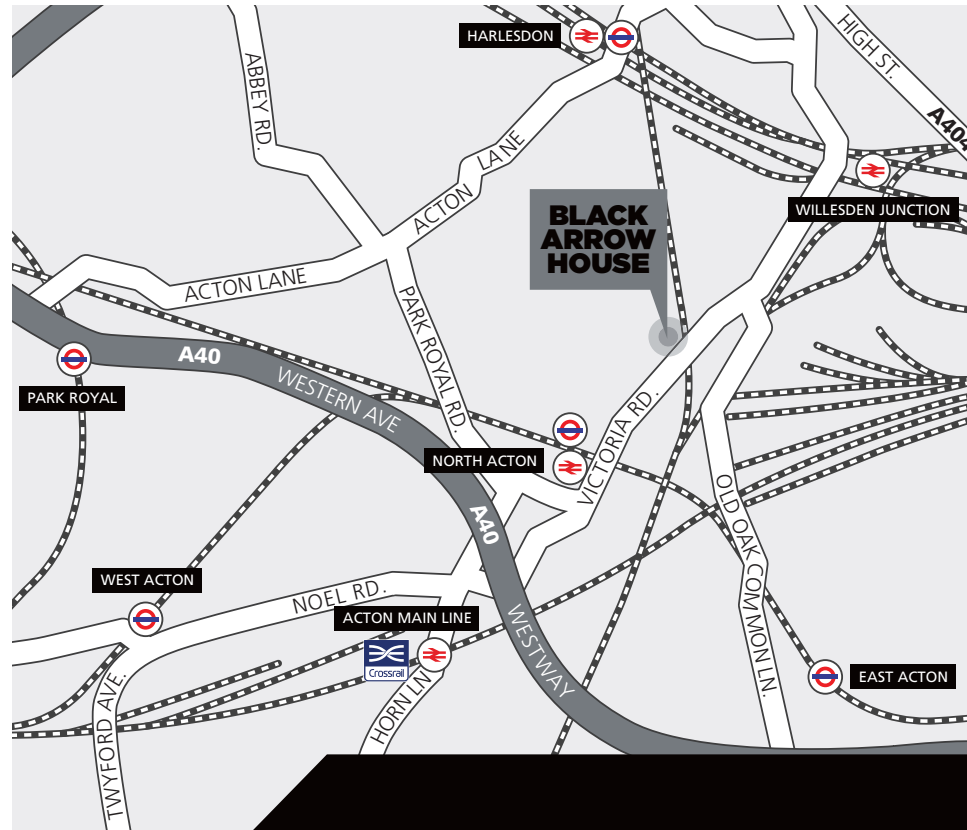 HARLESDON
HIGH ST.
ABBEY RD.
A404
ACTON LANE
WILLESDEN JUNCTION
BLACK
ARROW
HOUSE
ACTON LANE
PARK ROYAL RD.
A40
WESTERN AVE
PARK ROYAL
VICTORIA RD.
NORTH ACTON
A40
OLD OAK COMMON LN.
WEST ACTON
NOEL RD.
ACTON MAIN LINE
WESTWAY
Crossrail
EAST ACTON
HORN LN
TWYFORD AVE.